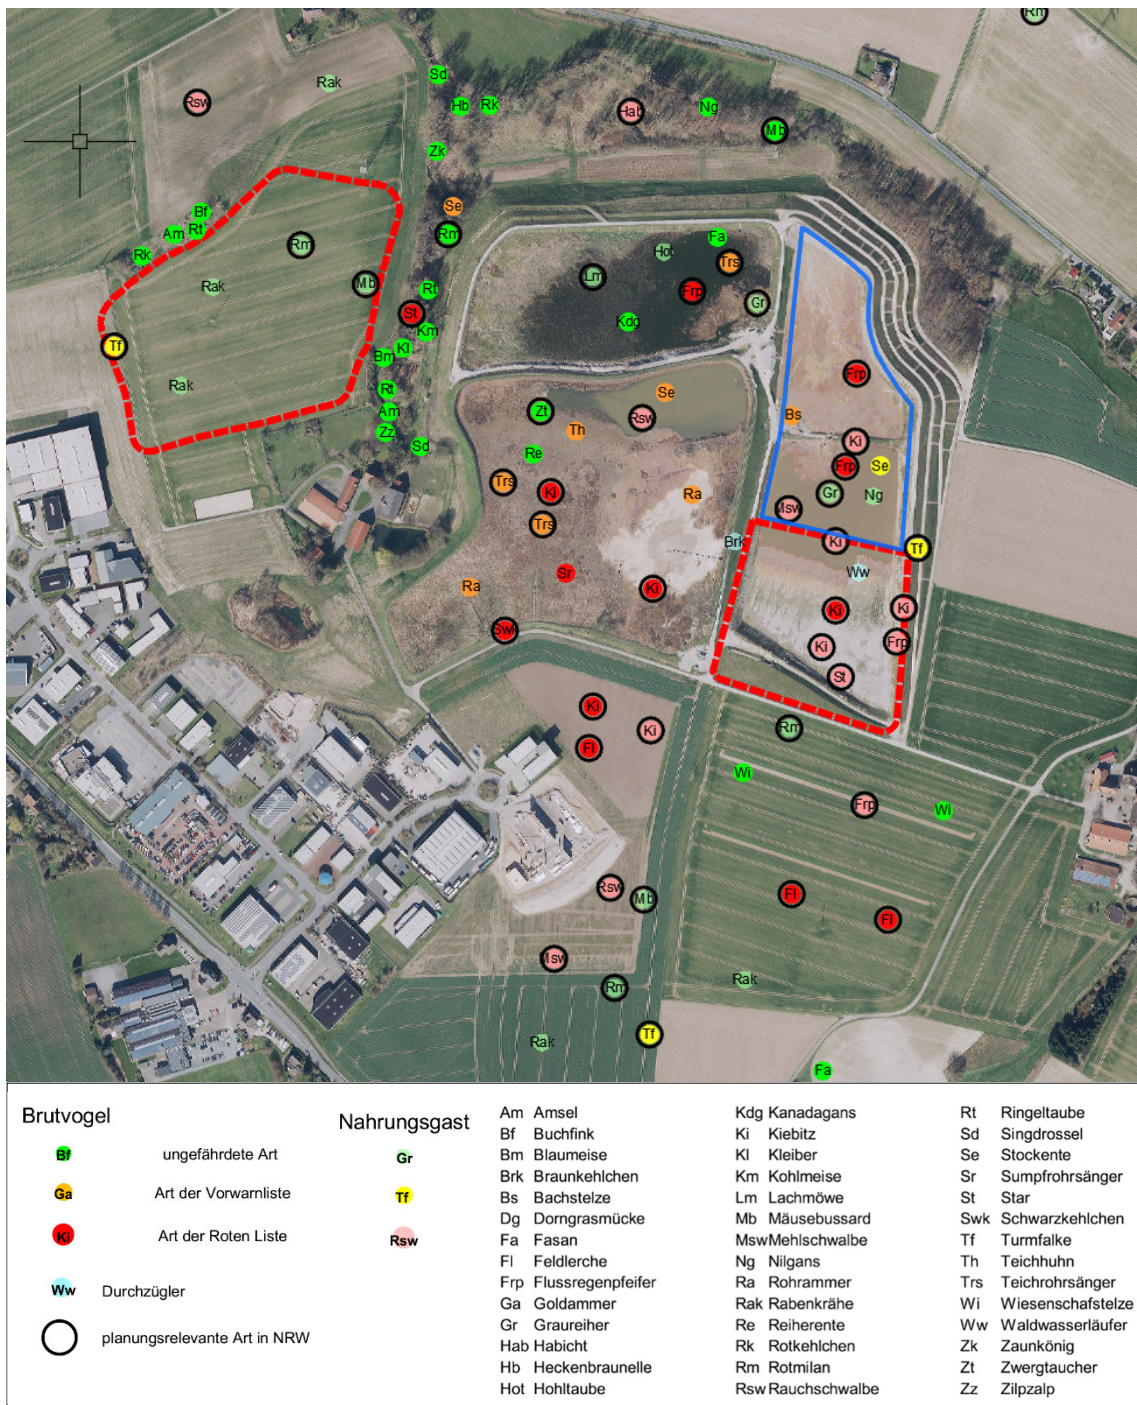 Rm
Rak
Rsw
Sd
Hb
Rk
Hab
Ng
Mb
Zk
Se
Bf
Rt
Am
Rk
Rm
Rm
Rak
Mb
Hot
Fa
Trs
Lm
Frp
Gr
Rt
St
Km
Kdg
Tf
Kl
Bm
Rak
Rt
Am
Zz
Sd
Se
Zt
Rsw
Th
Re
Trs
Ki
Trs
Ra
Frp
Bs
Ki
Frp
Se
Gr
Ng
Msw
Brk
Ki
Tf
Ww
Sr
Ra
Ki
Swk
Ki
Ki
Ki
Frp
St
Ki
Ki
Fl
Rm
Wi
Frp
Wi
Rsw
Mb
Fl
Fl
Msw
Rm
Rak
Tf
Rak
Fa
Brutvogel
Nahrungsgast
Bf ungefährdete Art Gr
Ga Art der Vorwarnliste Tf
Ki Art der Roten Liste Rsw
Ww Durchzügler
planungsrelevante Art in NRW
Am Amsel
Bf Buchfink
Bm Blaumeise
Brk Braunkehlchen
Bs Bachstelze
Dg Dorngrasmücke
Fa Fasan
Fl Feldlerche
Frp Flussregenpfeifer
Ga Goldammer
Gr Graureiher
Hab Habicht
Hb Heckenbraunelle
Hot Hohltaube
Kdg Kanadagans
Ki Kiebitz
Kl Kleiber
Km Kohlmeise
Lm Lachmöwe
Mb Mäusebussard
Msw Mehlschwalbe
Ng Nilgans
Ra Rohrammer
Rak Rabenkrähe
Re Reiherente
Rk Rotkehlchen
Rm Rotmilan
Rsw Rauchschwalbe
Rt Ringeltaube
Sd Singdrossel
Se Stockente
Sr Sumpfrohrsänger
St Star
Swk Schwarzkehlchen
Tf Turmfalke
Th Teichhuhn
Trs Teichrohrsänger
Wi Wiesenschafstelze
Ww Waldwasserläufer
Zk Zaunkönig
Zt Zwergtaucher
Zz Zilpzalp